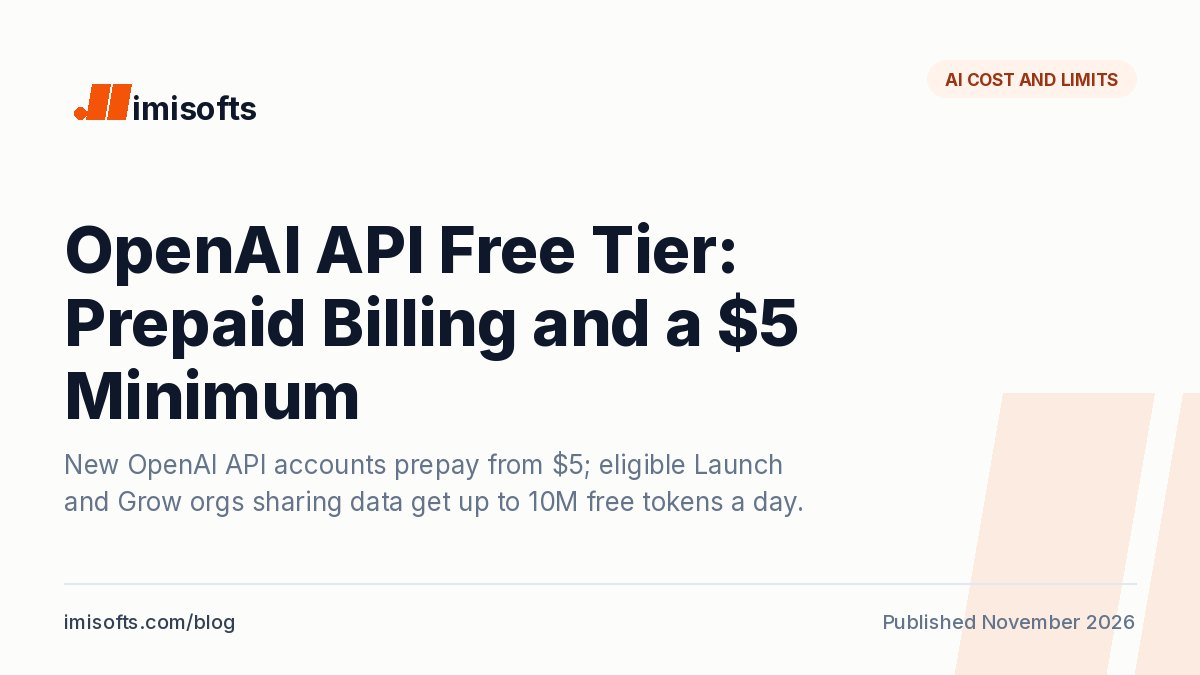 imisofts
AI COST AND LIMITS
OpenAI API Free Tier:
Prepaid Billing and a $5
Minimum
New OpenAI API accounts prepay from $5; eligible Launch
and Grow orgs sharing data get up to 10M free tokens a day.
imisofts.com/blog
Published November 2026